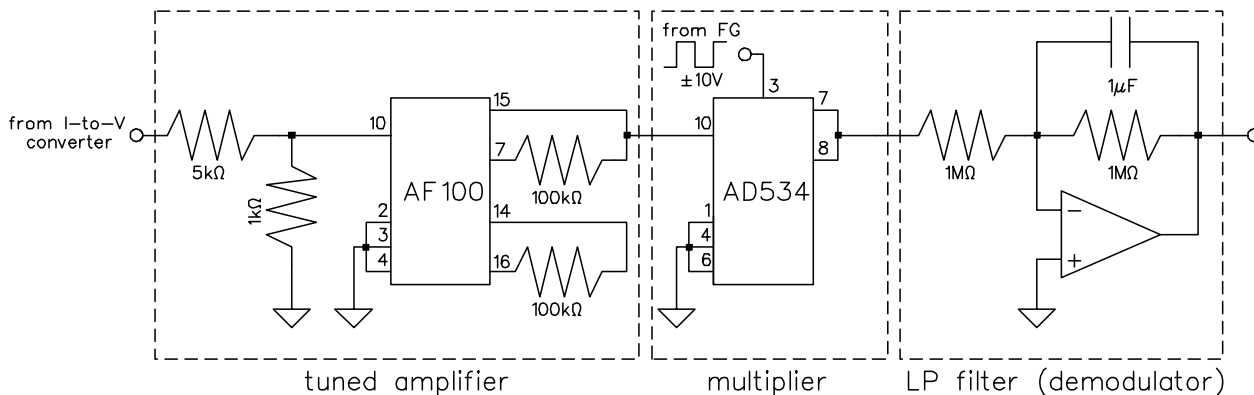 from I-to-V
converter
5kΩ
1kΩ
10
2
3
4
AF100
15
7
14
16
100kΩ
100kΩ
tuned amplifier
from FG
±10V
3
10
1
4
6
AD534
7
8
multiplier
1MΩ
1μF
1MΩ
−
+
LP filter (demodulator)